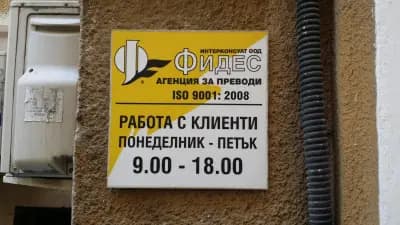 ИНТЕРКОНСУЛТ ООД
ФИДЕС
АГЕНЦИЯ ЗА ПРЕВОДИ
ISO 9001: 2008
РАБОТА С КЛИЕНТИ
ПОНЕДЕЛНИК - ПЕТЪК
9.00 - 18.00